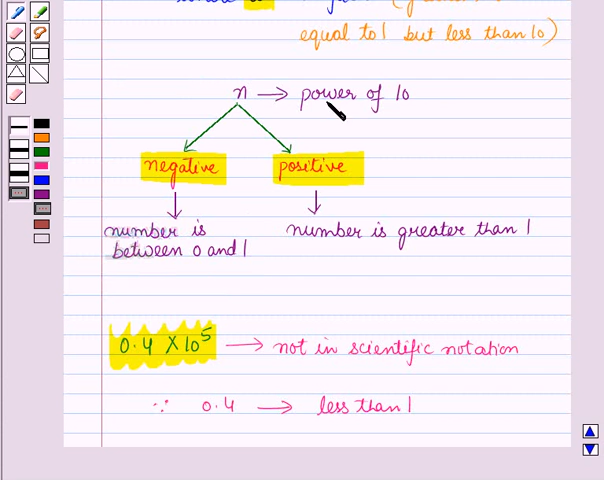 equal to 1 but less than 10)
n → power of 10
negative positive
number is number is greater than 1
between 0 and 1
0.4 X 10⁵ → not in scientific notation
∵ 0.4 → less than 1